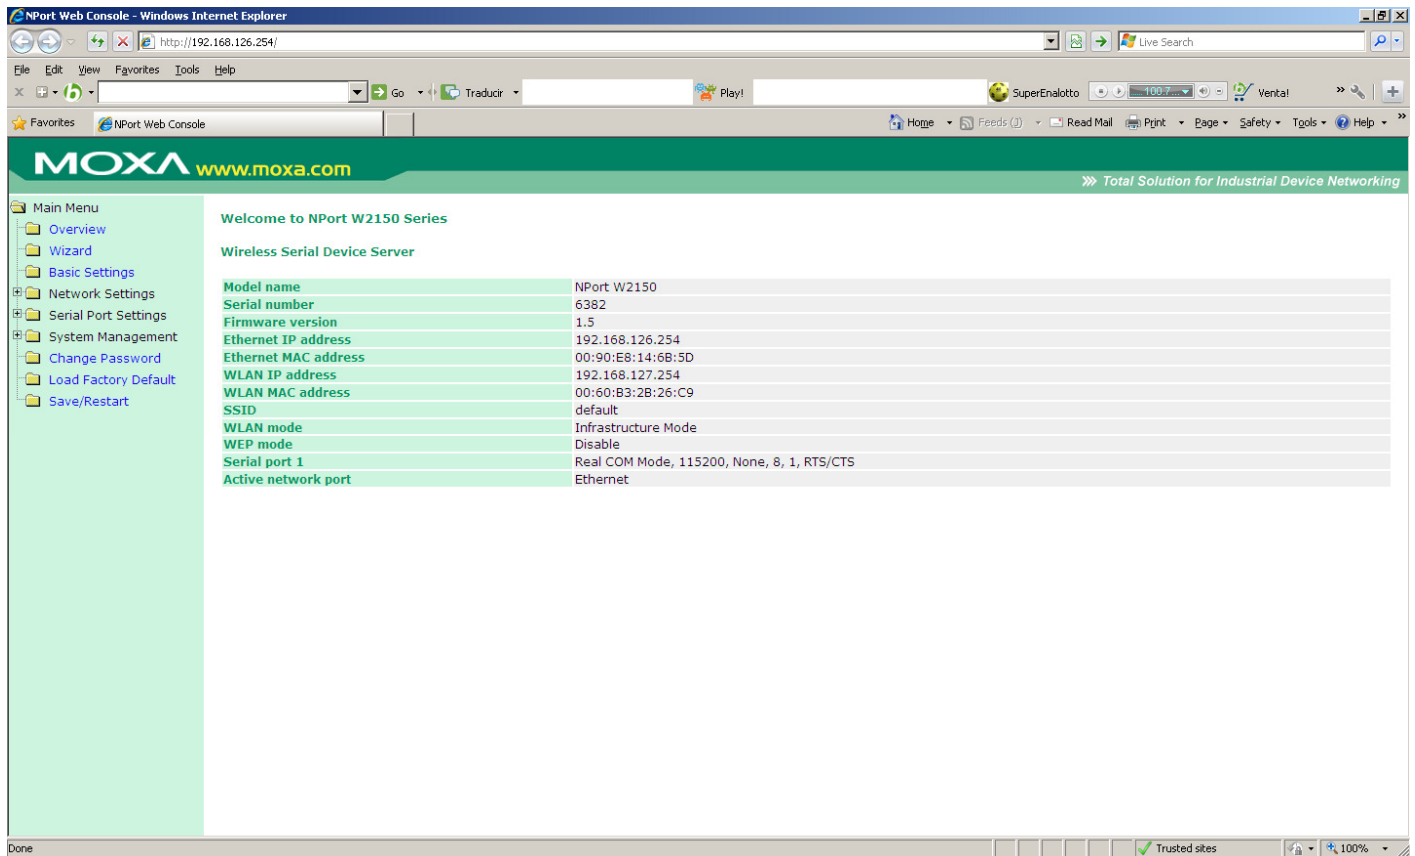 NPort Web Console - Windows Internet Explorer
http://192.168.126.254/
Live Search
File Edit View Favorites Tools Help
Go Traducir Play! SuperEnalotto 100.7... Venta! »
Favorites NPort Web Console Home Feeds (J) Read Mail Print Page Safety Tools Help »
MOXA www.moxa.com
Total Solution for Industrial Device Networking
Main Menu
Overview
Wizard
Basic Settings
Network Settings
Serial Port Settings
System Management
Change Password
Load Factory Default
Save/Restart
Welcome to NPort W2150 Series
Wireless Serial Device Server
Model name NPort W2150
Serial number 6382
Firmware version 1.5
Ethernet IP address 192.168.126.254
Ethernet MAC address 00:90:E8:14:6B:5D
WLAN IP address 192.168.127.254
WLAN MAC address 00:60:B3:2B:26:C9
SSID default
WLAN mode Infrastructure Mode
WEP mode Disable
Serial port 1 Real COM Mode, 115200, None, 8, 1, RTS/CTS
Active network port Ethernet
Done Trusted sites 100%